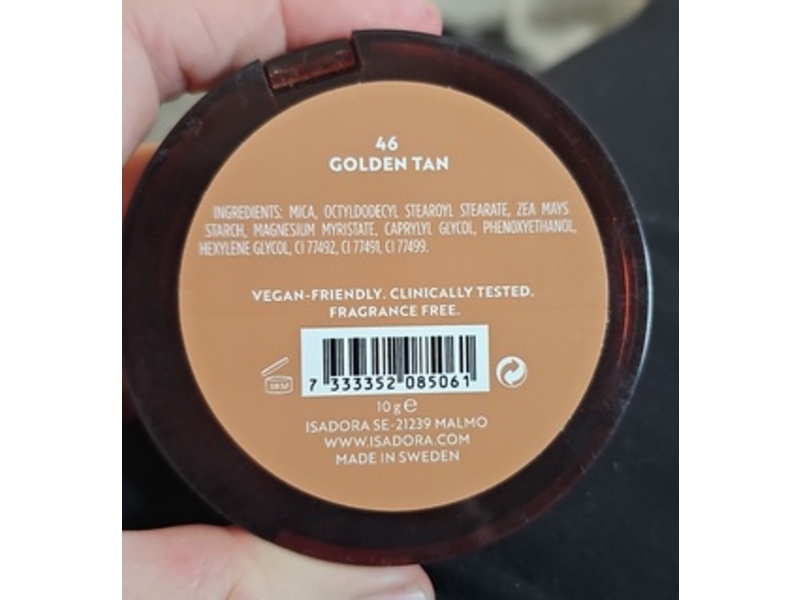 46
GOLDEN TAN
INGREDIENTS: MICA, OCTYLDODECYL STEAROYL STEARATE, ZEA MAYS
STARCH, MAGNESIUM MYRISTATE, CAPRYLYL GLYCOL, PHENOXYETHANOL,
HEXYLENE GLYCOL, CI 77492, CI 77491, CI 77499.
VEGAN-FRIENDLY. CLINICALLY TESTED.
FRAGRANCE FREE.
18M
7 333352 085061
10 g e
ISADORA SE-21239 MALMO
WWW.ISADORA.COM
MADE IN SWEDEN